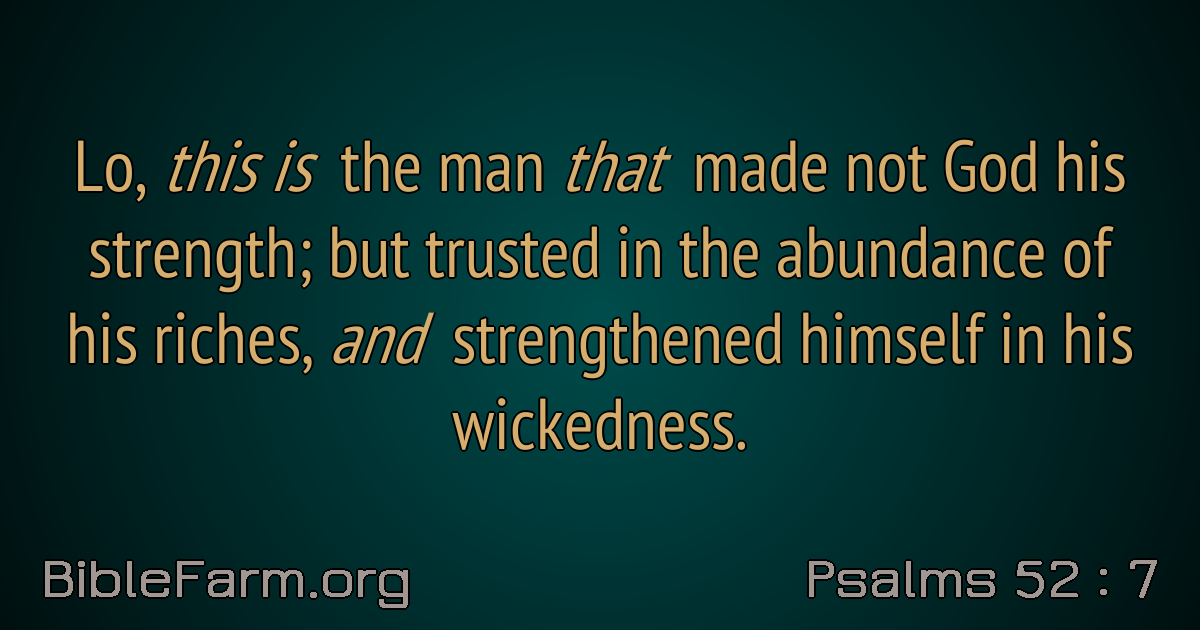 Lo, this is the man that made not God his
strength; but trusted in the abundance of
his riches, and strengthened himself in his
wickedness.
BibleFarm.org
Psalms 52 : 7